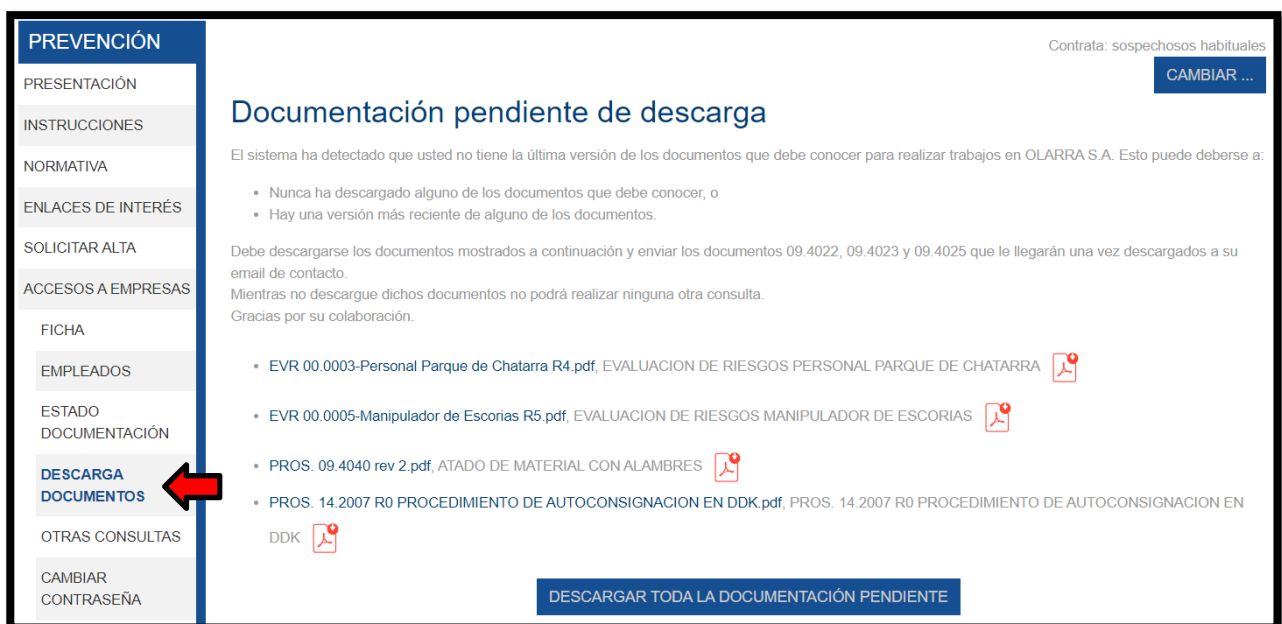 PREVENCIÓN
PRESENTACIÓN
INSTRUCCIONES
NORMATIVA
ENLACES DE INTERÉS
SOLICITAR ALTA
ACCESOS A EMPRESAS
FICHA
EMPLEADOS
ESTADO
DOCUMENTACIÓN
DESCARGA
DOCUMENTOS
OTRAS CONSULTAS
CAMBIAR
CONTRASEÑA
Contrata: sospechosos habituales
CAMBIAR ...
Documentación pendiente de descarga
El sistema ha detectado que usted no tiene la última versión de los documentos que debe conocer para realizar trabajos en OLARRA S.A. Esto puede deberse a:
• Nunca ha descargado alguno de los documentos que debe conocer, o
• Hay una versión más reciente de alguno de los documentos.
Debe descargarse los documentos mostrados a continuación y enviar los documentos 09.4022, 09.4023 y 09.4025 que le llegarán una vez descargados a su
email de contacto.
Mientras no descargue dichos documentos no podrá realizar ninguna otra consulta.
Gracias por su colaboración.
• EVR 00.0003-Personal Parque de Chatarra R4.pdf, EVALUACION DE RIESGOS PERSONAL PARQUE DE CHATARRA
• EVR 00.0005-Manipulador de Escorias R5.pdf, EVALUACION DE RIESGOS MANIPULADOR DE ESCORIAS
• PROS. 09.4040 rev 2.pdf, ATADO DE MATERIAL CON ALAMBRES
• PROS. 14.2007 R0 PROCEDIMIENTO DE AUTOCONSIGNACION EN DDK.pdf, PROS. 14.2007 R0 PROCEDIMIENTO DE AUTOCONSIGNACION EN
DDK
DESCARGAR TODA LA DOCUMENTACIÓN PENDIENTE